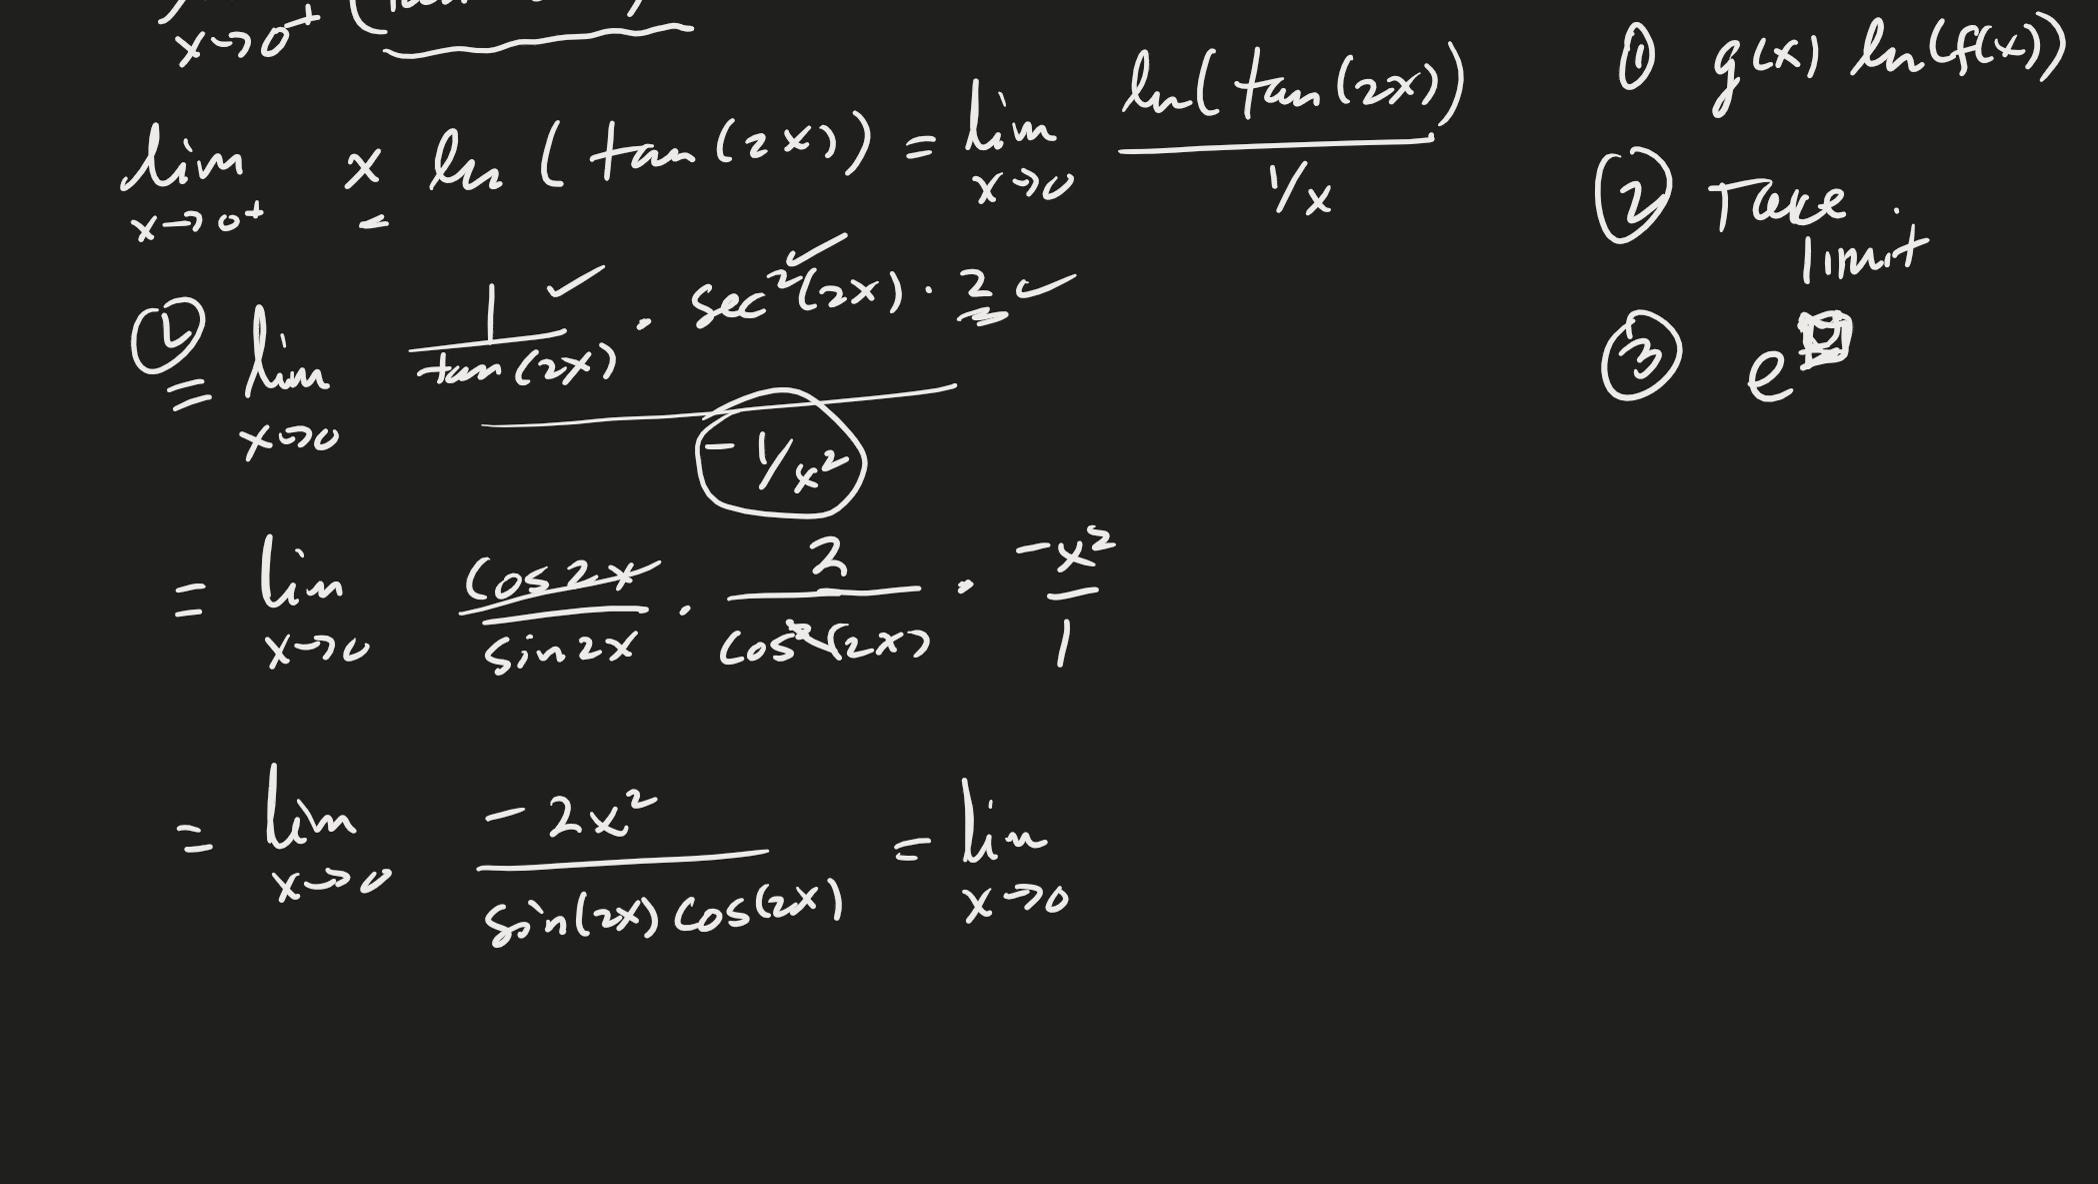 x→0⁺
lim x→0⁺ x ln(tan(2x)) = lim x→0 ln(tan(2x)) / 1/x
Ⓛ = lim x→0 1/tan(2x) · sec²(2x) · 2 / -1/x²
= lim x→0 cos2x/sin2x · 2/cos²(2x) · -x²/1
= lim x→0 -2x² / sin(2x)cos(2x) = lim x→0
① g(x) ln(f(x))
② Take
limit
③ e